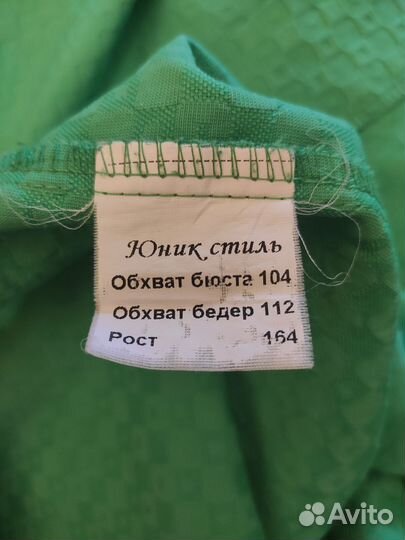 Юник стиль
Обхват бюста 104
Обхват бедер 112
Рост 164
Avito